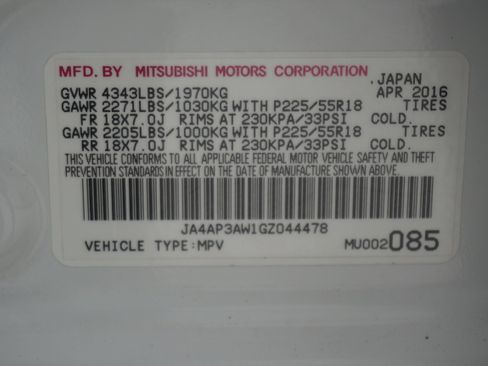 MFD. BY MITSUBISHI MOTORS CORPORATION .JAPAN
GVWR 4343LBS/1970KG APR 2016
GAWR 2271LBS/1030KG WITH P225/55R18 TIRES
FR 18X7.0J RIMS AT 230KPA/33PSI COLD.
GAWR 2205LBS/1000KG WITH P225/55R18 TIRES
RR 18X7.0J RIMS AT 230KPA/33PSI COLD.
THIS VEHICLE CONFORMS TO ALL APPLICABLE FEDERAL MOTOR VEHICLE SAFETY AND THEFT
PREVENTION STANDARDS IN EFFECT ON THE DATE OF MANUFACTURE SHOWN ABOVE.
JA4AP3AW1GZ044478
VEHICLE TYPE:MPV MU002085